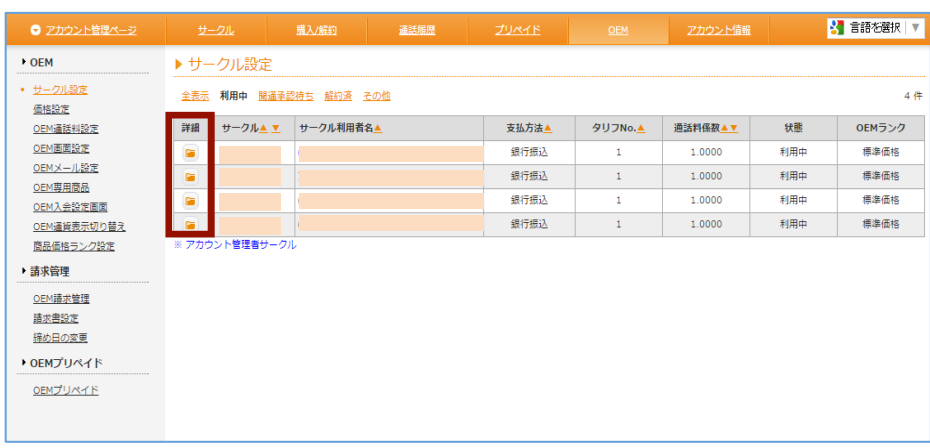 アカウント管理ページ サークル 購入/解約 通話履歴 プリペイド OEM アカウント情報 言語を選択 ▼
OEM
サークル設定
価格設定
OEM通話料設定
OEM画面設定
OEMメール設定
OEM専用商品
OEM入会設定画面
OEM通貨表示切り替え
商品価格ランク設定
請求管理
OEM請求管理
請求書設定
締め日の変更
OEMプリペイド
OEMプリペイド
サークル設定
全表示 利用中 開通承認待ち 解約済 その他 4 件
詳細 サークル▲ ▼ サークル利用者名▲ 支払方法▲ タリフNo.▲ 通話料係数▲▼ 状態 OEMランク
銀行振込 1 1.0000 利用中 標準価格
銀行振込 1 1.0000 利用中 標準価格
銀行振込 1 1.0000 利用中 標準価格
銀行振込 1 1.0000 利用中 標準価格
※ アカウント管理者サークル